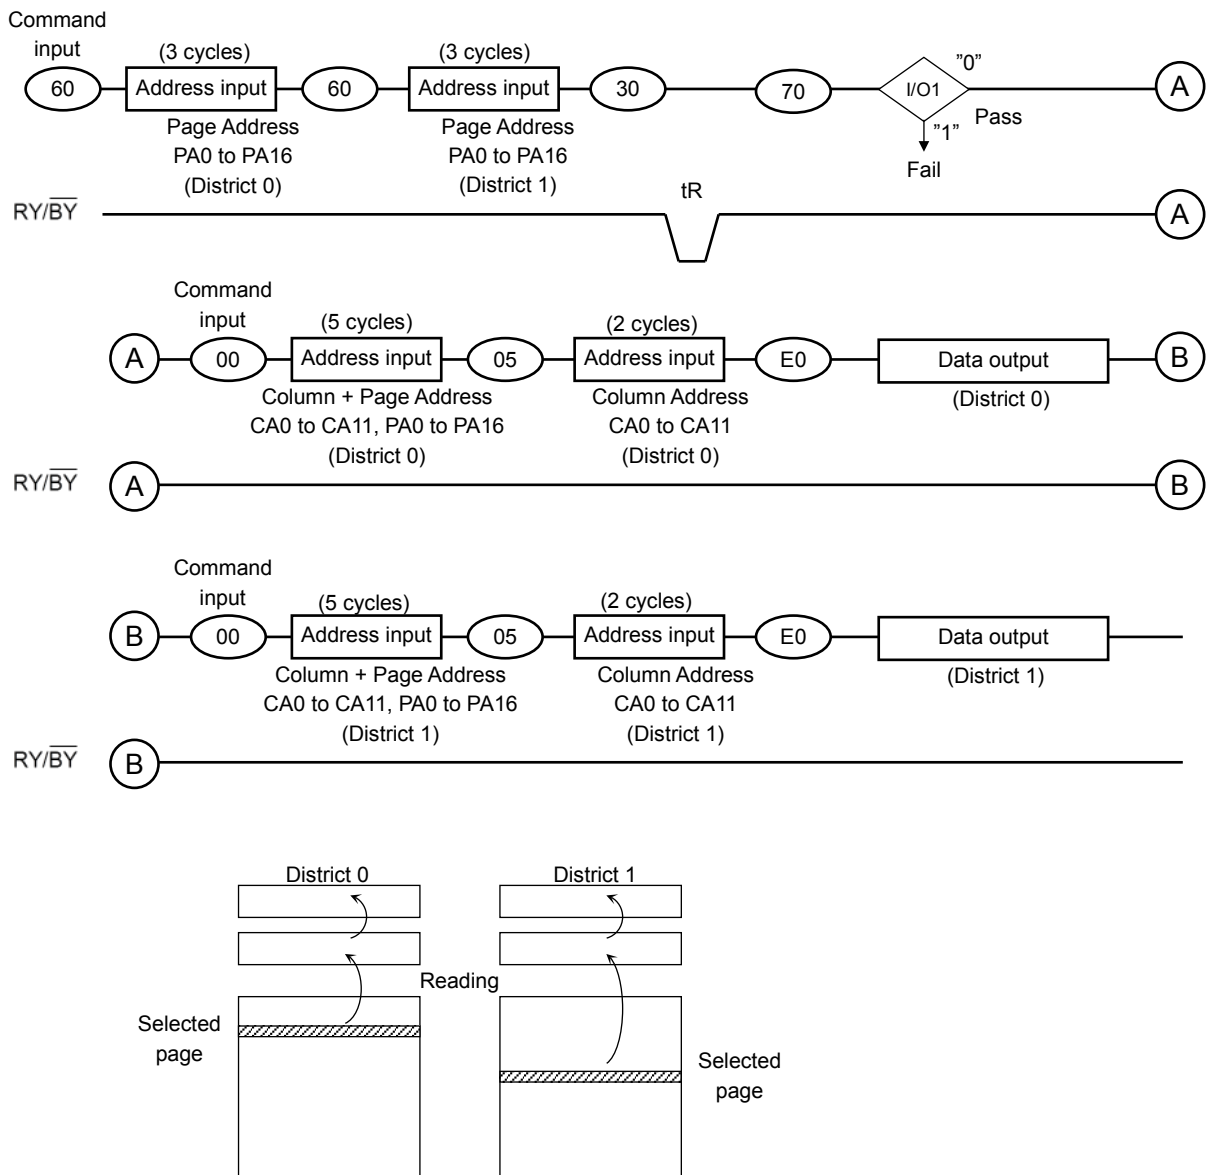 Command
input
(3 cycles)
(3 cycles)
60
Address input
60
Address input
30
70
I/O1
”0”
A
Page Address
PA0 to PA16
(District 0)
Page Address
PA0 to PA16
(District 1)
”1”
Pass
Fail
tR
RY/BY
A
Command
input
(5 cycles)
(2 cycles)
A
00
Address input
05
Address input
E0
Data output
B
Column + Page Address
CA0 to CA11, PA0 to PA16
(District 0)
Column Address
CA0 to CA11
(District 0)
(District 0)
RY/BY
A
B
Command
input
(5 cycles)
(2 cycles)
B
00
Address input
05
Address input
E0
Data output
Column + Page Address
CA0 to CA11, PA0 to PA16
(District 1)
Column Address
CA0 to CA11
(District 1)
(District 1)
RY/BY
B
District 0
District 1
Reading
Selected
page
Selected
page